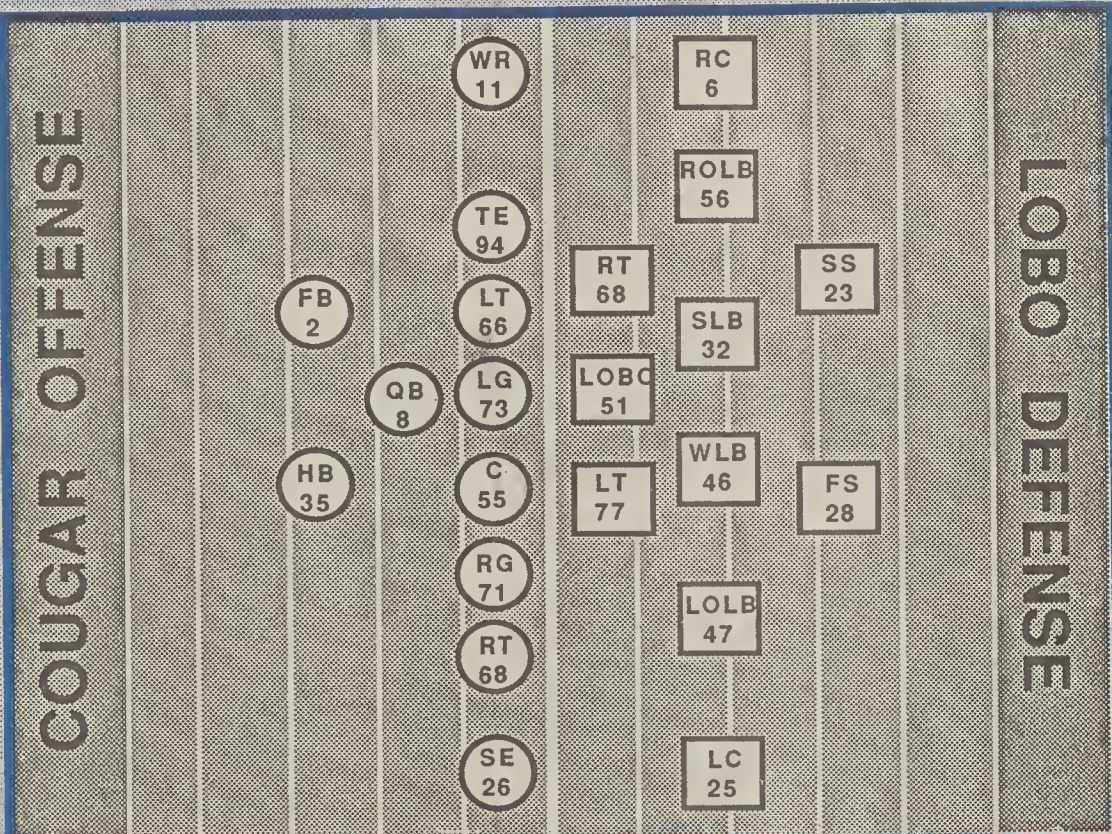 COUGAR OFFENSE
WR
11
TE
94
FB
2
LT
66
QB
8
LG
73
HB
35
C
55
RG
71
RT
68
SE
26
RC
6
ROLB
56
RT
68
SS
23
SLB
32
LOBO
51
WLB
46
LT
77
FS
28
LOLB
47
LC
25
LOBO DEFENSE